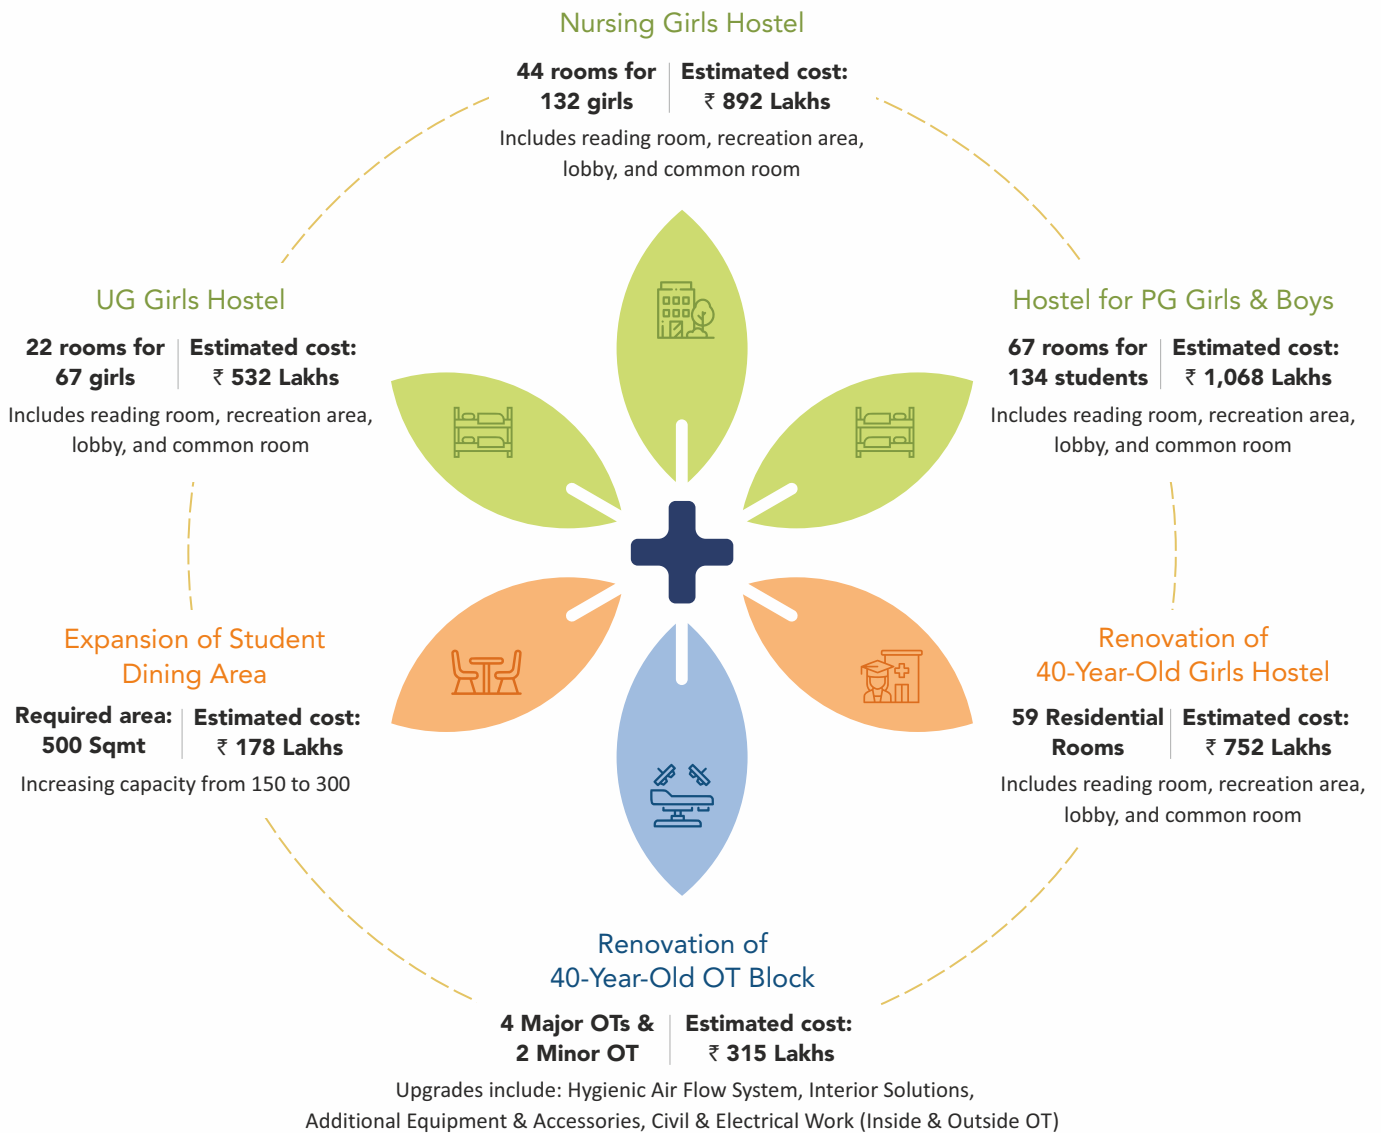 Nursing Girls Hostel
44 rooms for
132 girls
Estimated cost:
₹ 892 Lakhs
Includes reading room, recreation area,
lobby, and common room
UG Girls Hostel
22 rooms for
67 girls
Estimated cost:
₹ 532 Lakhs
Includes reading room, recreation area,
lobby, and common room
Hostel for PG Girls & Boys
67 rooms for
134 students
Estimated cost:
₹ 1,068 Lakhs
Includes reading room, recreation area,
lobby, and common room
Expansion of Student
Dining Area
Required area:
500 Sqmt
Estimated cost:
₹ 178 Lakhs
Increasing capacity from 150 to 300
Renovation of
40-Year-Old Girls Hostel
59 Residential
Rooms
Estimated cost:
₹ 752 Lakhs
Includes reading room, recreation area,
lobby, and common room
Renovation of
40-Year-Old OT Block
4 Major OTs &
2 Minor OT
Estimated cost:
₹ 315 Lakhs
Upgrades include: Hygienic Air Flow System, Interior Solutions,
Additional Equipment & Accessories, Civil & Electrical Work (Inside & Outside OT)